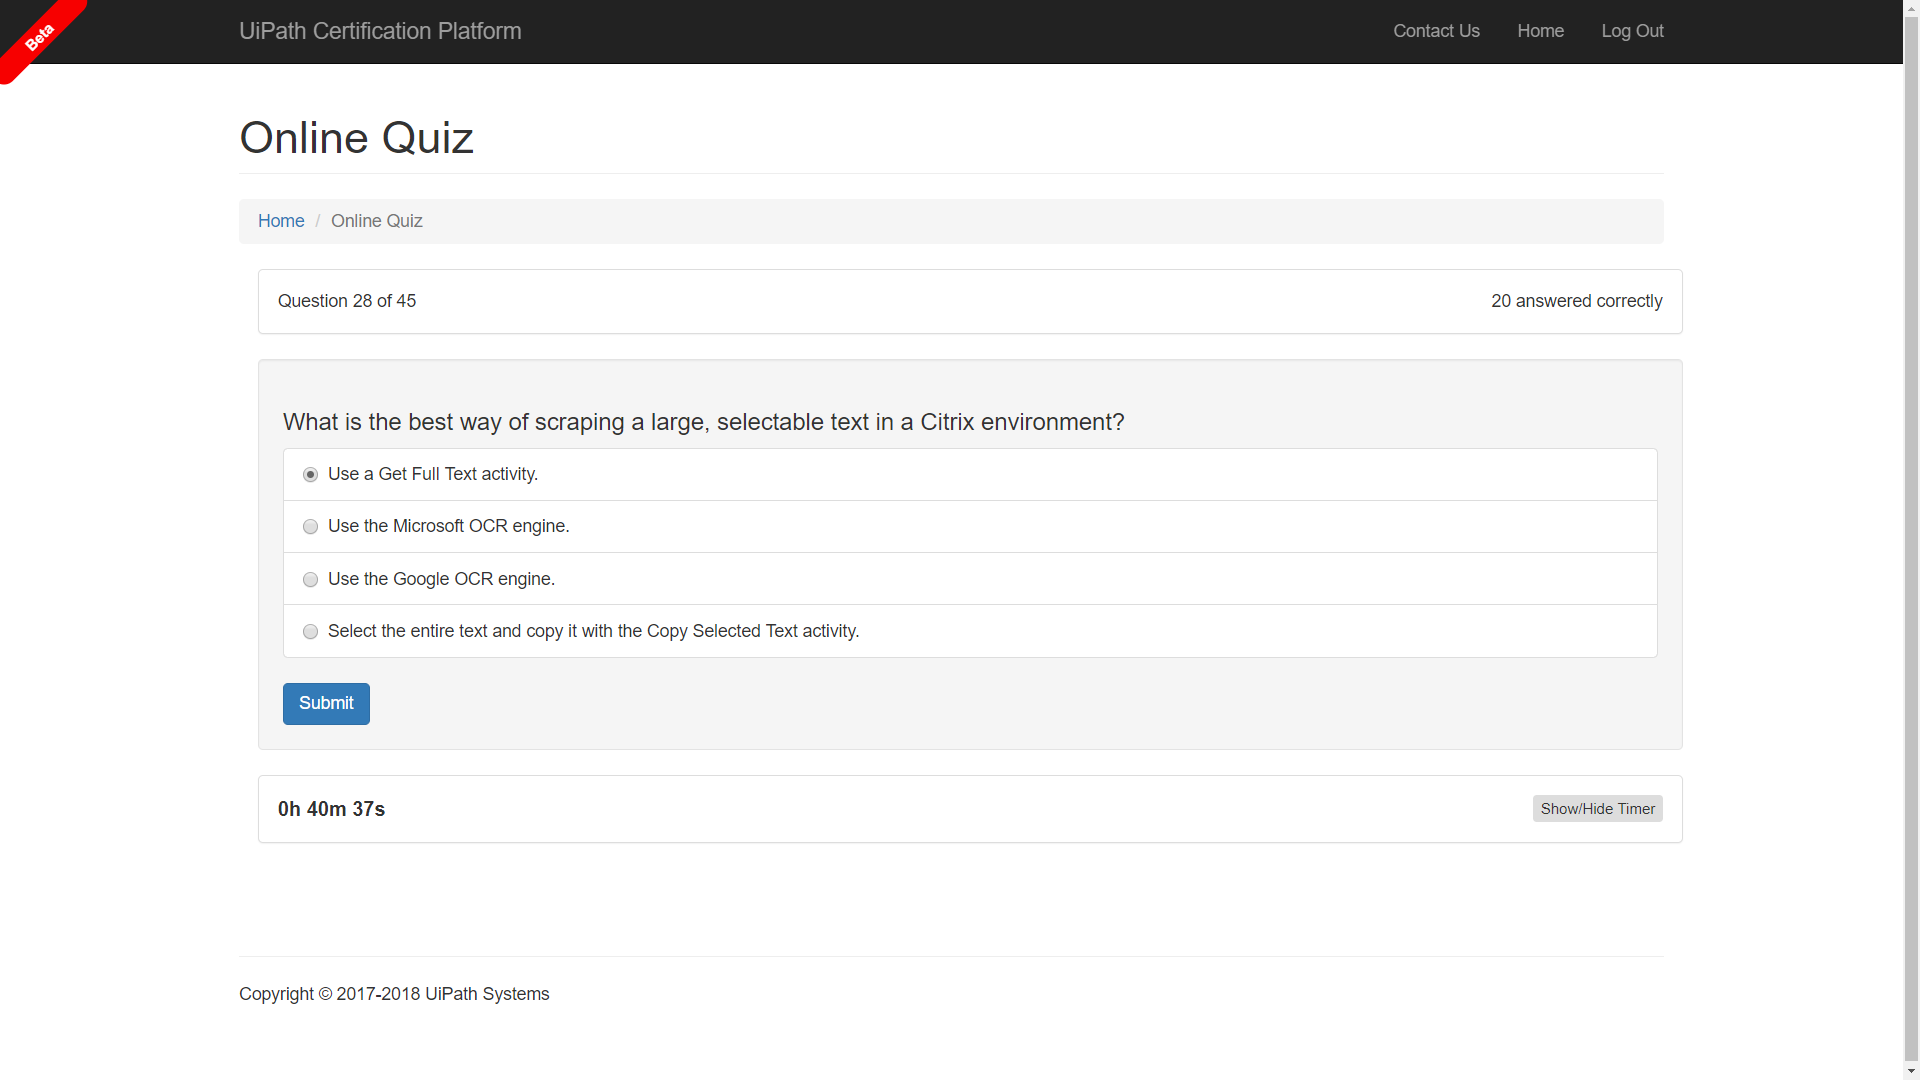 Beta
UiPath Certification Platform
Contact Us Home Log Out
Online Quiz
Home / Online Quiz
Question 28 of 45 20 answered correctly
What is the best way of scraping a large, selectable text in a Citrix environment?
Use a Get Full Text activity.
Use the Microsoft OCR engine.
Use the Google OCR engine.
Select the entire text and copy it with the Copy Selected Text activity.
Submit
0h 40m 37s Show/Hide Timer
Copyright © 2017-2018 UiPath Systems